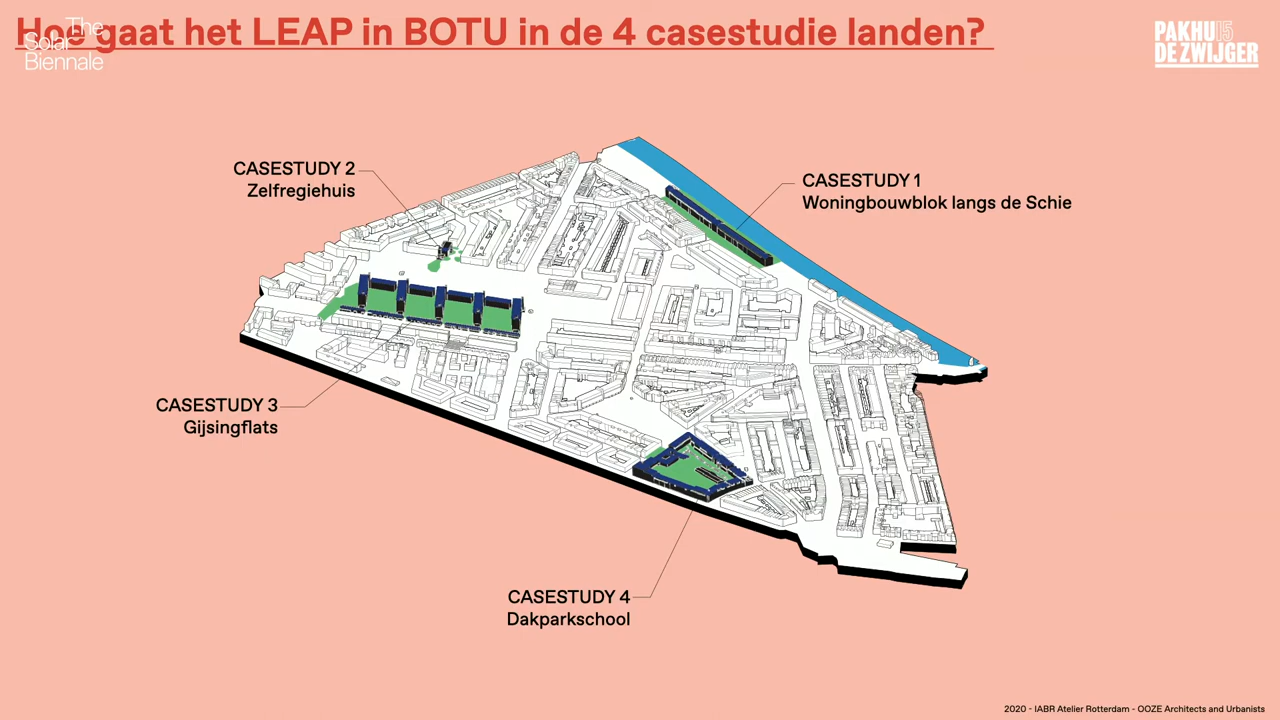 Hoe gaat het LEAP in BOTU in de 4 casestudie landen?
The
Solar
Biennale
PAKHU15
DE ZWIJGER
CASESTUDY 2
Zelfregiehuis
CASESTUDY 1
Woningbouwblok langs de Schie
CASESTUDY 3
Gijsingflats
CASESTUDY 4
Dakparkschool
2020 - IABR Atelier Rotterdam - OOZE Architects and Urbanists